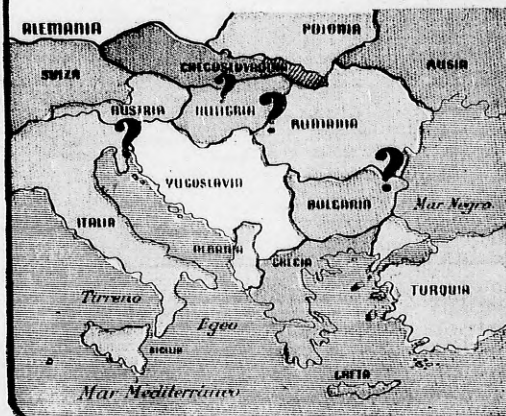 ALEMANIA
POLONIA
SUIZA
CHECOSLOVAQUIA
RUSIA
?
AUSTRIA
HUNGRIA
?
RUMANIA
?
?
YUGOSLAVIA
BULGARIA
Mar Negro
ITALIA
ALBANIA
GRECIA
TURQUIA
Tirreno
Egeo
SICILIA
CRETA
Mar Mediterráneo